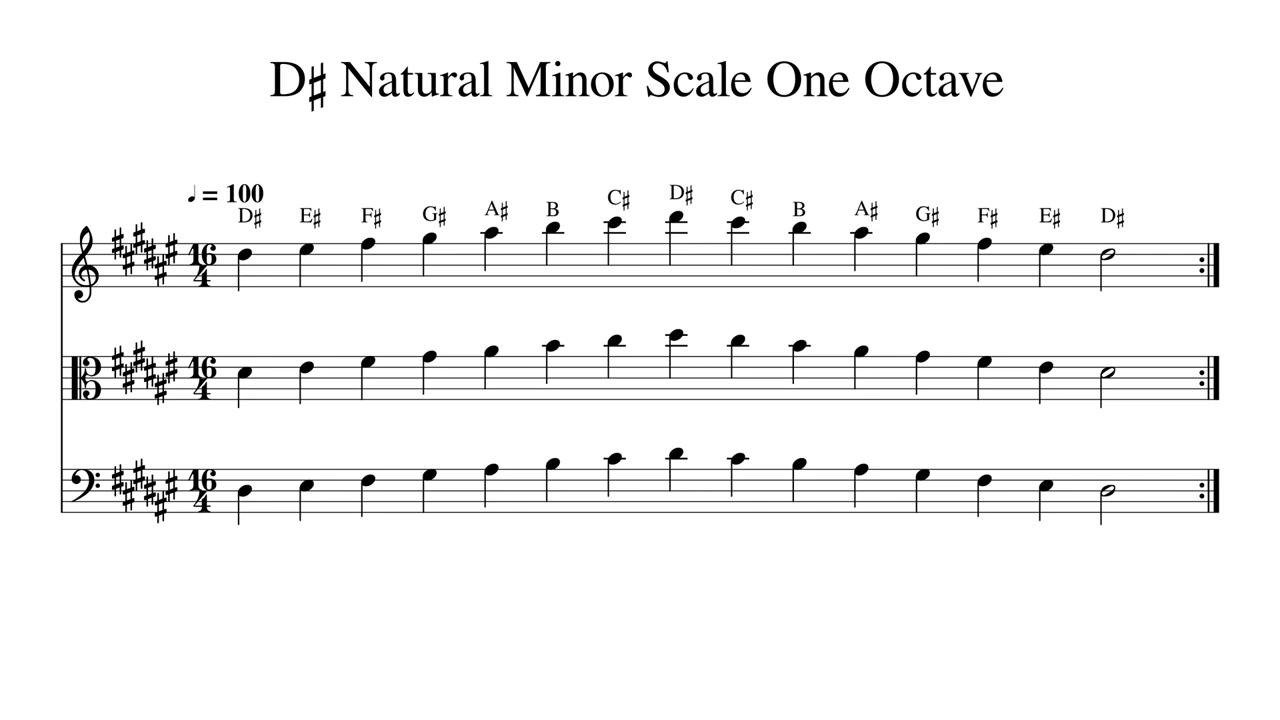 D♯ Natural Minor Scale One Octave
♩ = 100
D♯ E♯ F♯ G♯ A♯ B C♯ D♯ C♯ B A♯ G♯ F♯ E♯ D♯
16
4
16
4
16
4